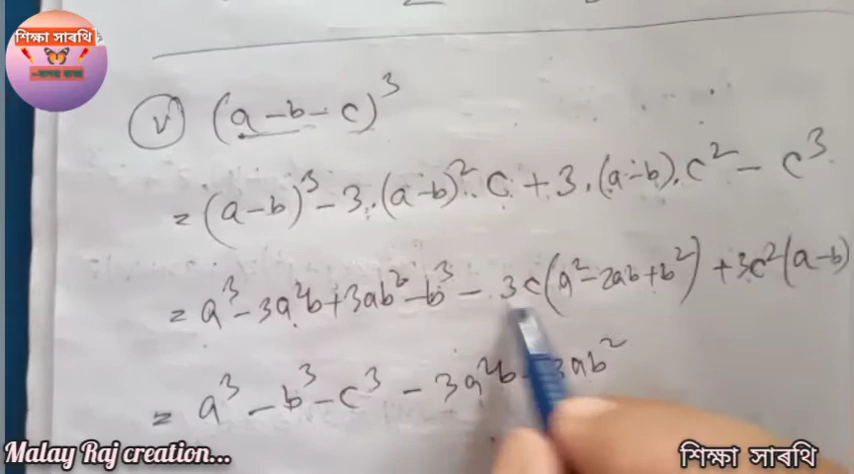 শিক্ষা সাৰথি
v (a-b-c)³
= (a-b)³ - 3.(a-b)². c + 3.(a-b).c² - c³
= a³ - 3a²b + 3ab² - b³ - 3c(a² - 2ab + b²) + 3c²(a-b)
= a³ - b³ - c³ - 3a²b 3ab²
Malay Raj creation...
শিক্ষা সাৰথি